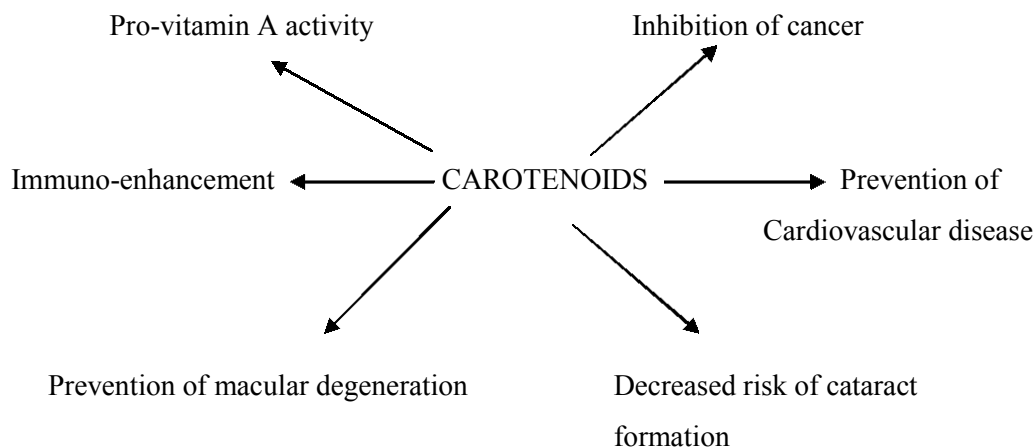 Pro-vitamin A activity
Inhibition of cancer
Immuno-enhancement
CAROTENOIDS
Prevention of
Cardiovascular disease
Prevention of macular degeneration
Decreased risk of cataract
formation